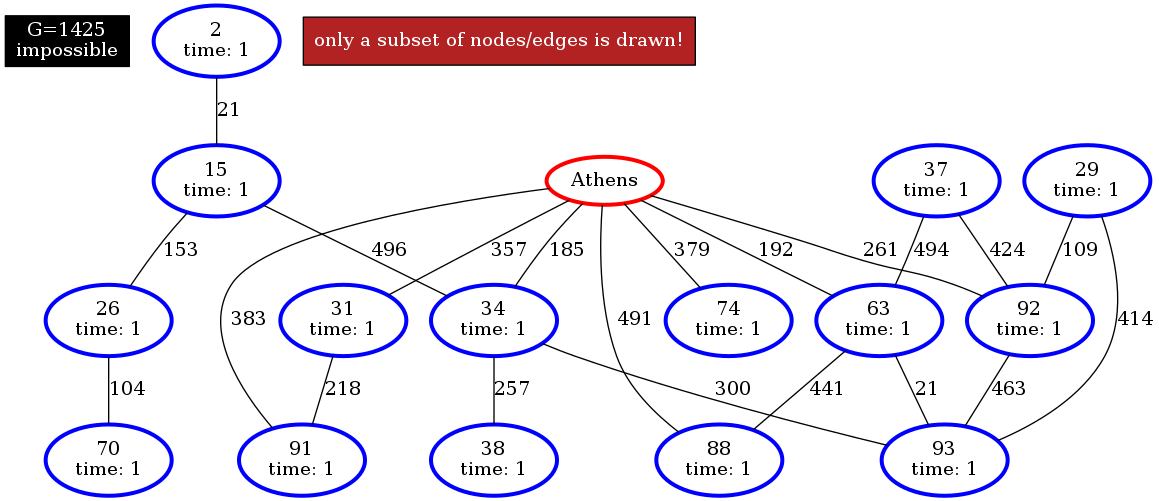 G=1425
impossible
2
time: 1
only a subset of nodes/edges is drawn!
21
15
time: 1
Athens
37
time: 1
29
time: 1
153
496
357
185
379
192
261
494
424
109
26
time: 1
31
time: 1
34
time: 1
74
time: 1
63
time: 1
92
time: 1
383
491
414
104
218
257
300
441
21
463
70
time: 1
91
time: 1
38
time: 1
88
time: 1
93
time: 1